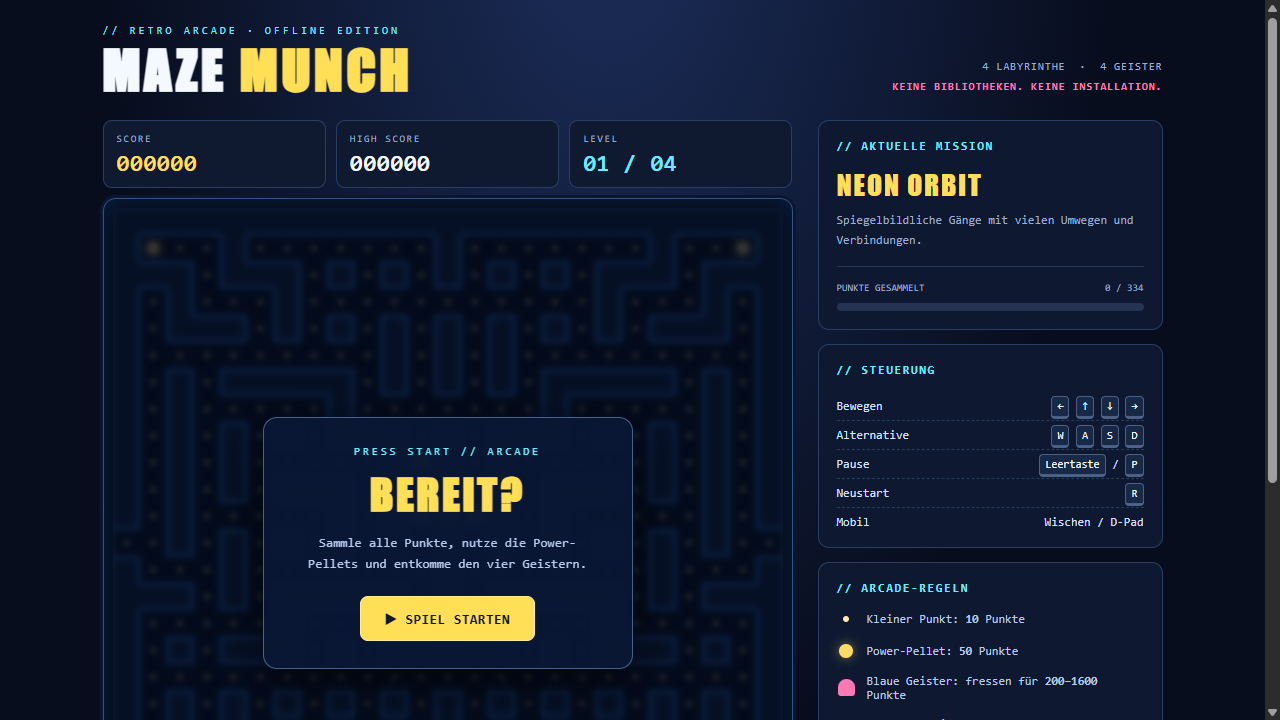 // RETRO ARCADE · OFFLINE EDITION
MAZE MUNCH
4 LABYRINTHE · 4 GEISTER
KEINE BIBLIOTHEKEN. KEINE INSTALLATION.
SCORE
000000
HIGH SCORE
000000
LEVEL
01 / 04
PRESS START // ARCADE
BEREIT?
Sammle alle Punkte, nutze die Power-
Pellets und entkomme den vier Geistern.
▶ SPIEL STARTEN
// AKTUELLE MISSION
NEON ORBIT
Spiegelbildliche Gänge mit vielen Umwegen und
Verbindungen.
PUNKTE GESAMMELT 0 / 334
// STEUERUNG
Bewegen ← ↑ ↓ →
Alternative W A S D
Pause Leertaste / P
Neustart R
Mobil Wischen / D-Pad
// ARCADE-REGELN
Kleiner Punkt: 10 Punkte
Power-Pellet: 50 Punkte
Blaue Geister: fressen für 200–1600
Punkte